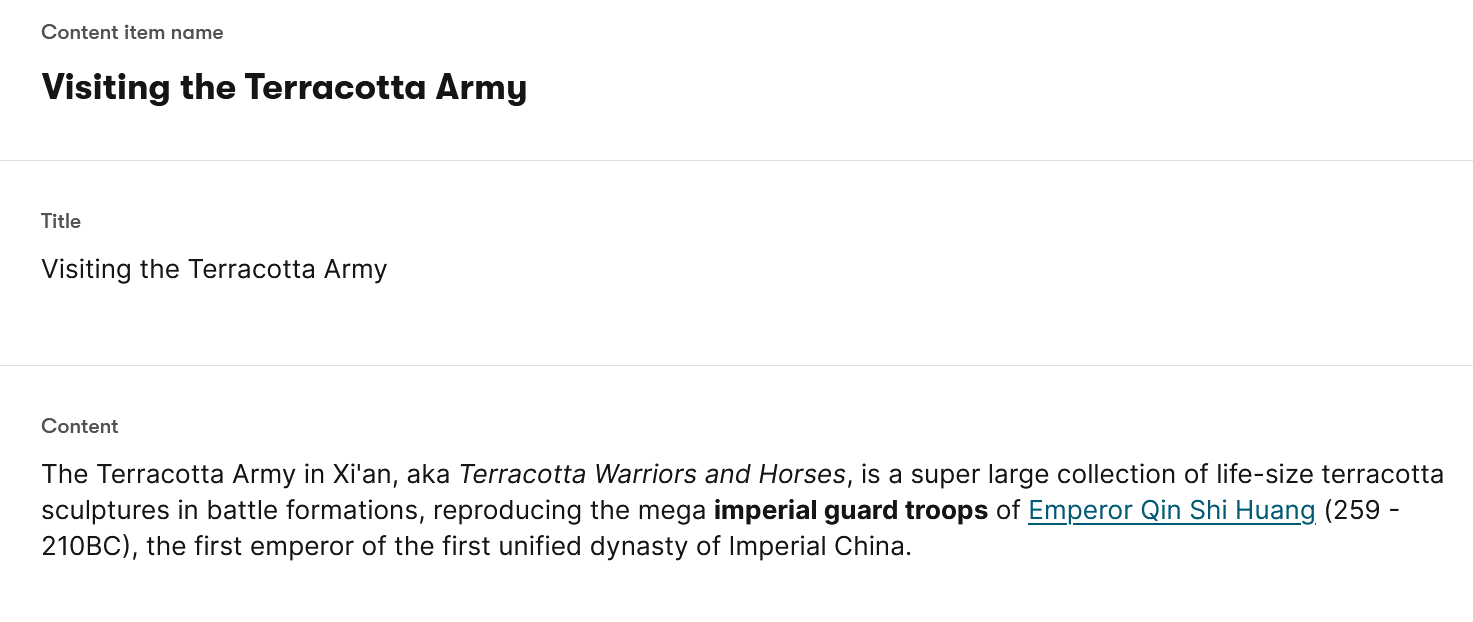 Content item name
Visiting the Terracotta Army
Title
Visiting the Terracotta Army
Content
The Terracotta Army in Xi'an, aka Terracotta Warriors and Horses, is a super large collection of life-size terracotta
sculptures in battle formations, reproducing the mega imperial guard troops of Emperor Qin Shi Huang (259 -
210BC), the first emperor of the first unified dynasty of Imperial China.